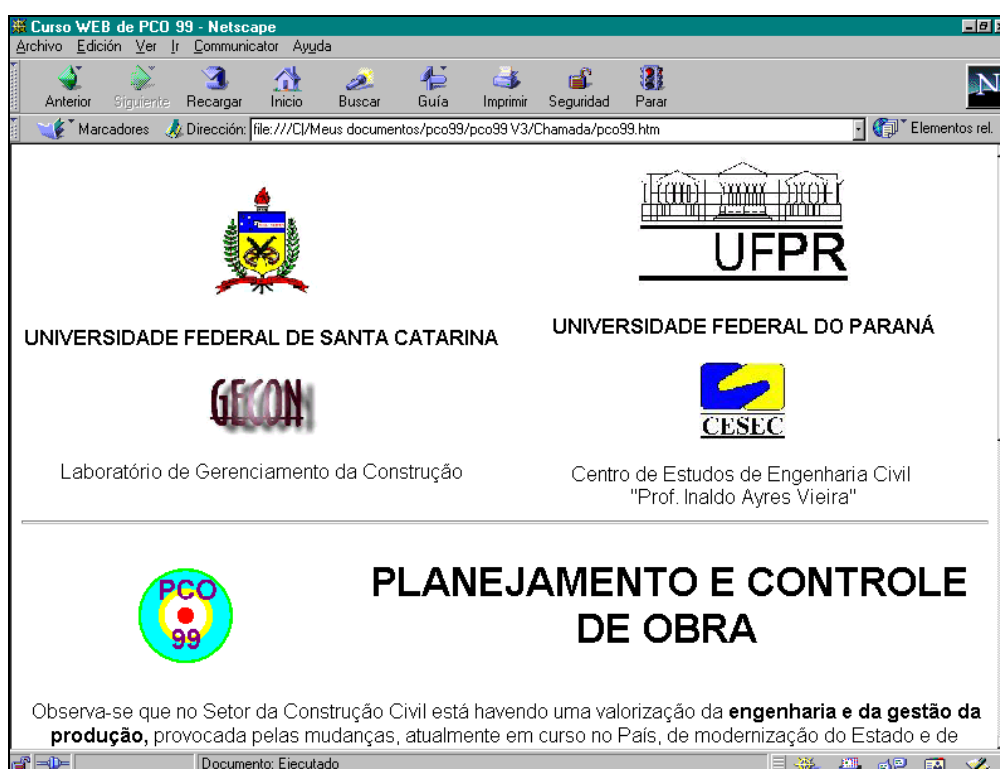 Curso WEB de PCO 99 - Netscape
Archivo Edición Ver Ir Communicator Ayuda
Anterior Siguiente Recargar Inicio Buscar Guía Imprimir Seguridad Parar
N
Marcadores Dirección: file:///C|/Meus documentos/pco99/pco99 V3/Chamada/pco99.htm Elementos rel.
UFPR
UNIVERSIDADE FEDERAL DE SANTA CATARINA
UNIVERSIDADE FEDERAL DO PARANÁ
GECON
CESEC
Laboratório de Gerenciamento da Construção
Centro de Estudos de Engenharia Civil
"Prof. Inaldo Ayres Vieira"
PCO
99
PLANEJAMENTO E CONTROLE
DE OBRA
Observa-se que no Setor da Construção Civil está havendo uma valorização da engenharia e da gestão da
produção, provocada pelas mudanças, atualmente em curso no País, de modernização do Estado e de
Documento: Ejecutado